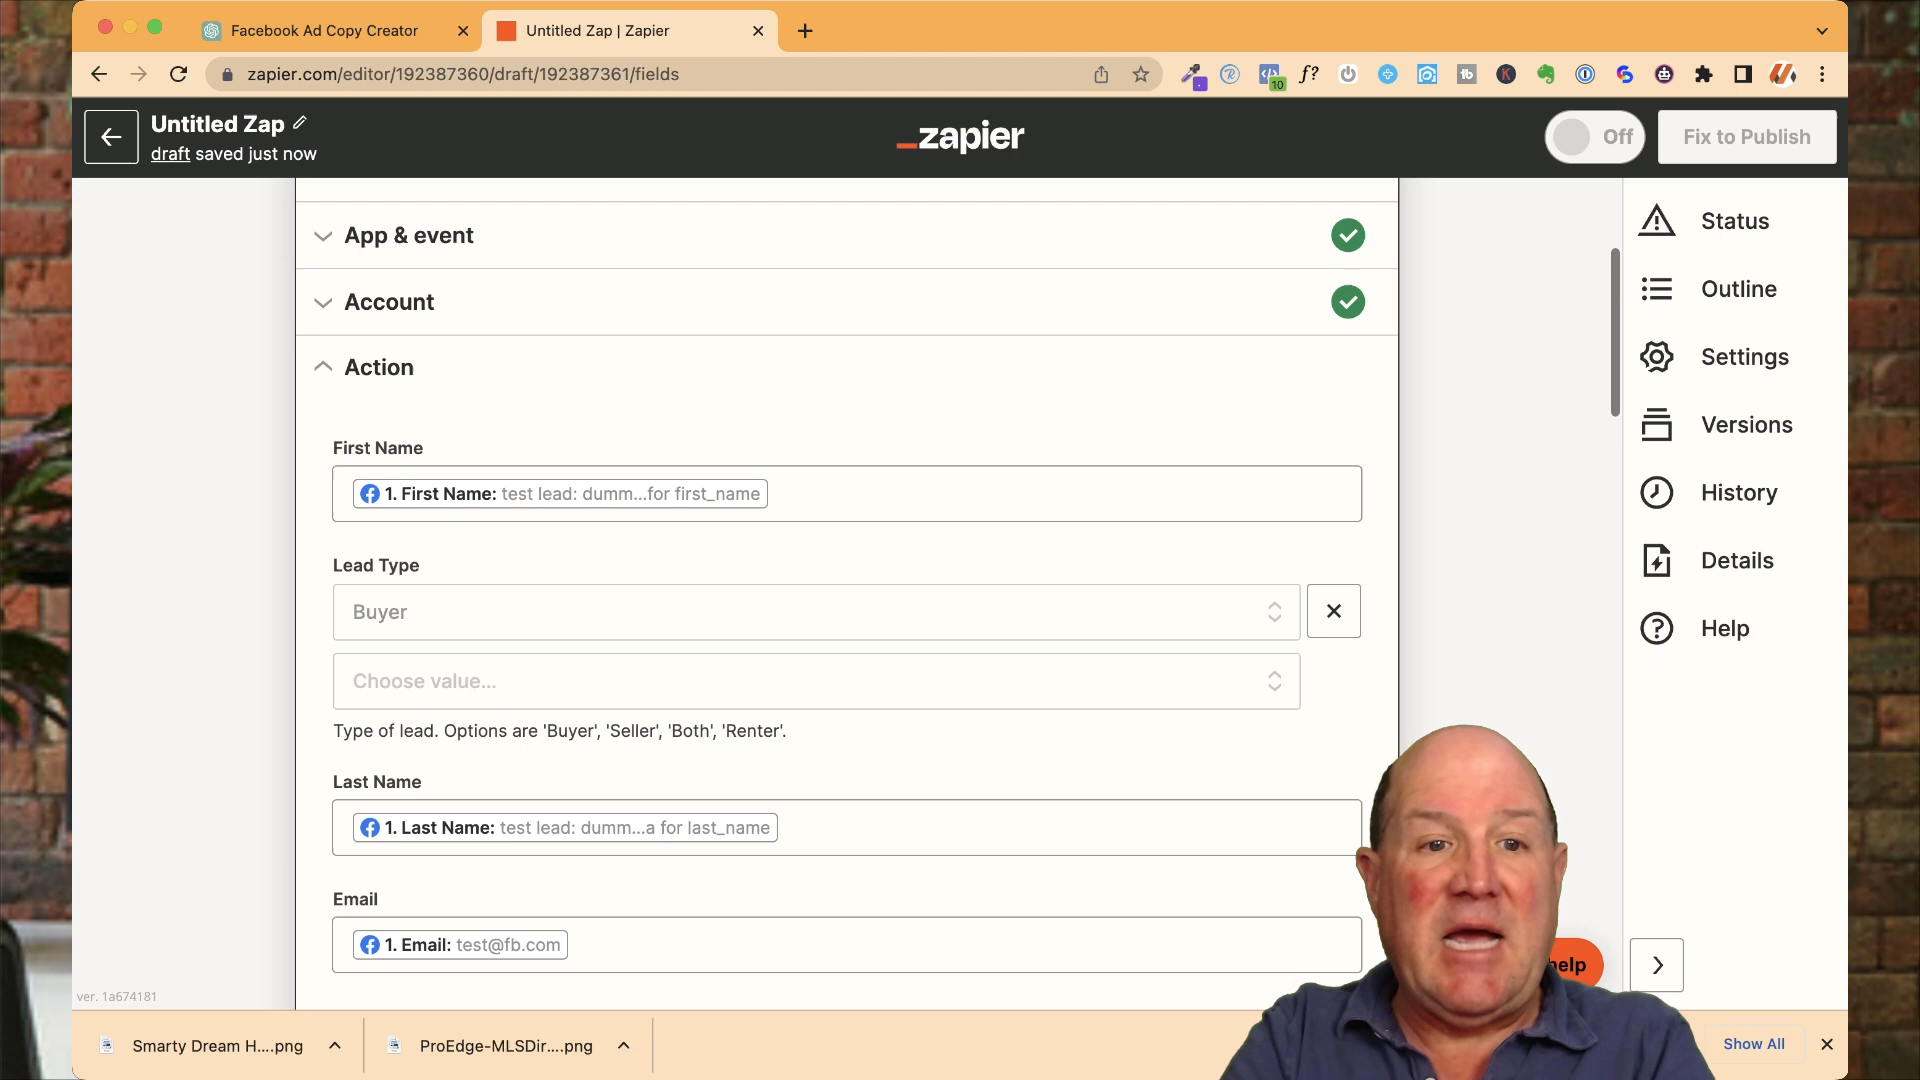 Facebook Ad Copy Creator
Untitled Zap | Zapier
zapier.com/editor/192387360/draft/192387361/fields
10
Untitled Zap
draft saved just now
_zapier
Off
Fix to Publish
App & event
Account
Action
First Name
1. First Name: test lead: dumm...for first_name
Lead Type
Buyer
Choose value...
Type of lead. Options are 'Buyer', 'Seller', 'Both', 'Renter'.
Last Name
1. Last Name: test lead: dumm...a for last_name
Email
1. Email: test@fb.com
Status
Outline
Settings
Versions
History
Details
Help
help
ver. 1a674181
Smarty Dream H....png
ProEdge-MLSDir....png
Show All